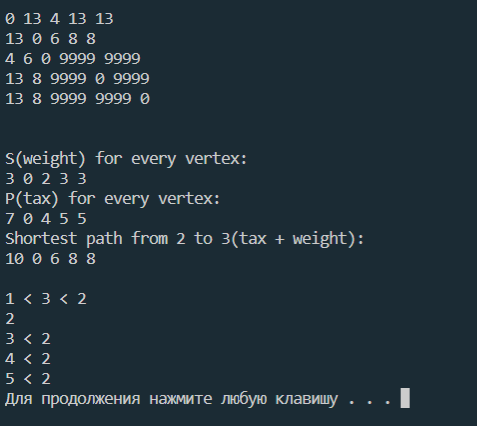 0 13 4 13 13
13 0 6 8 8
4 6 0 9999 9999
13 8 9999 0 9999
13 8 9999 9999 0
S(weight) for every vertex:
3 0 2 3 3
P(tax) for every vertex:
7 0 4 5 5
Shortest path from 2 to 3(tax + weight):
10 0 6 8 8
1 < 3 < 2
2
3 < 2
4 < 2
5 < 2
Для продолжения нажмите любую клавишу . . .